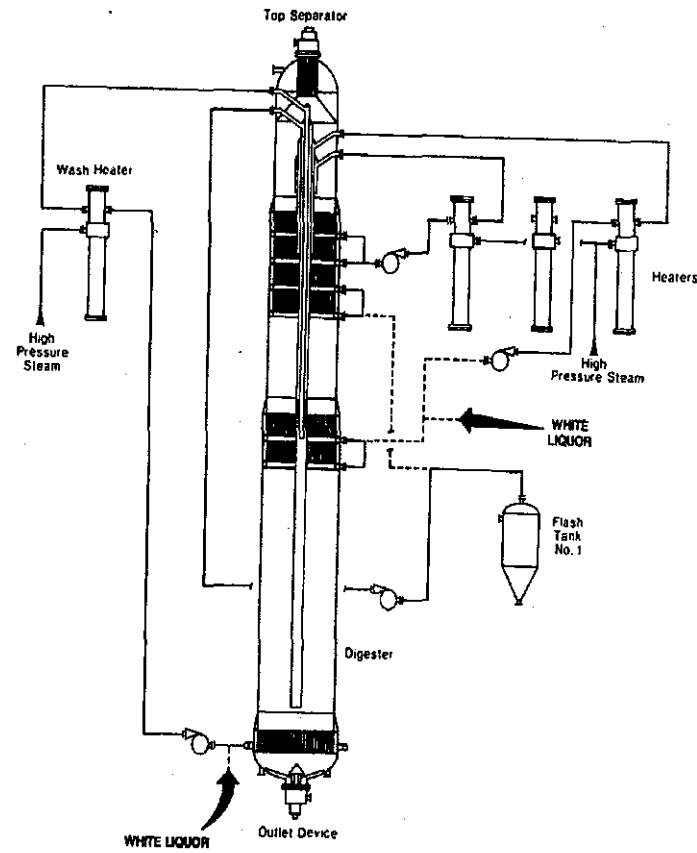 Top Separator
Wash Heater
High
Pressure
Steam
Heaters
High
Pressure Steam
WHITE
LIQUOR
Flash
Tank
No. 1
Digester
WHITE LIQUOR
Outlet Device